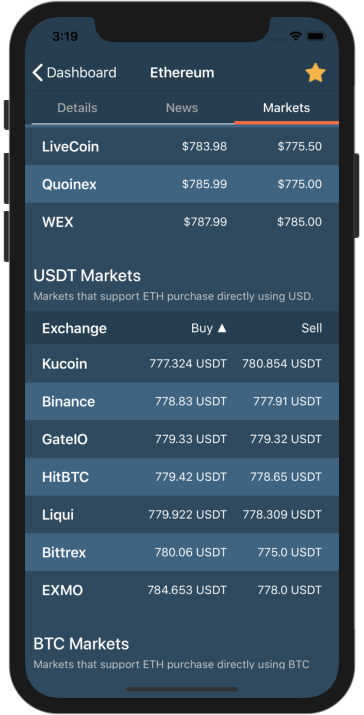 3:19
Dashboard Ethereum
Details News Markets
LiveCoin $783.98 $775.50
Quoinex $785.99 $775.00
WEX $787.99 $785.00
USDT Markets
Markets that support ETH purchase directly using USD.
Exchange Buy ▲ Sell
Kucoin 777.324 USDT 780.854 USDT
Binance 778.83 USDT 777.91 USDT
GateIO 779.33 USDT 779.32 USDT
HitBTC 779.42 USDT 778.65 USDT
Liqui 779.922 USDT 778.309 USDT
Bittrex 780.06 USDT 775.0 USDT
EXMO 784.653 USDT 778.0 USDT
BTC Markets
Markets that support ETH purchase directly using BTC